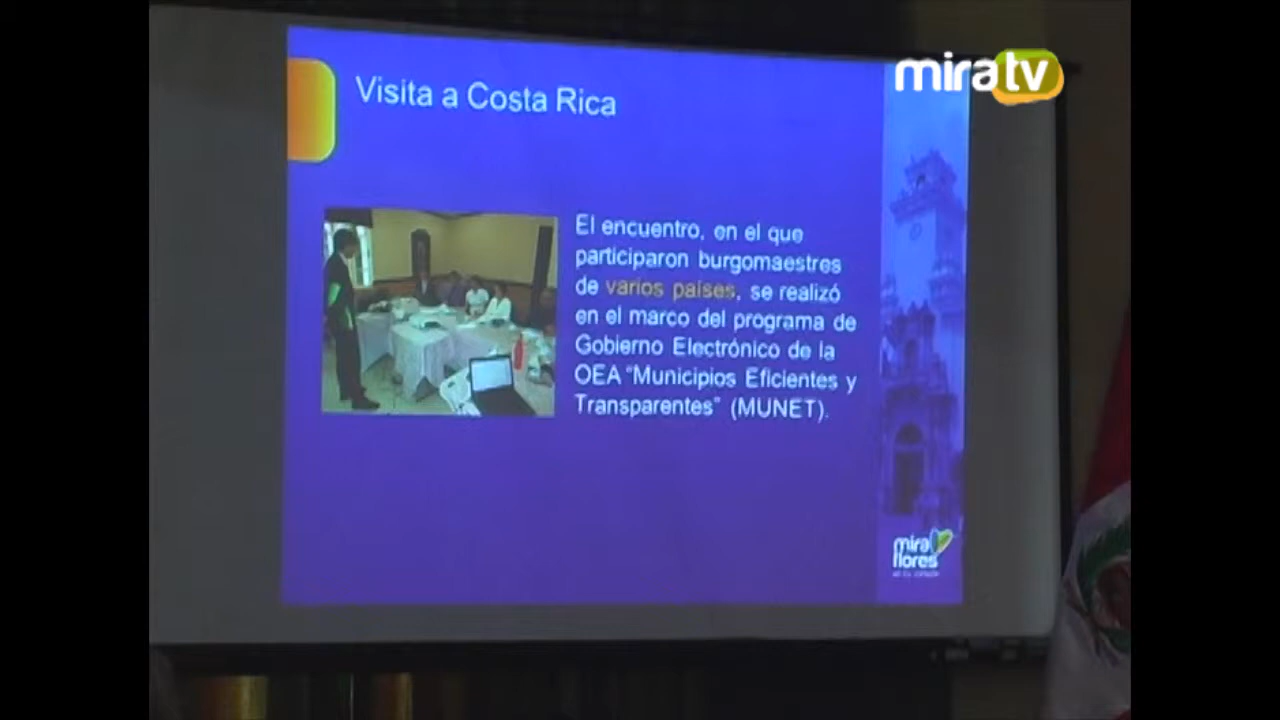 miratv
Visita a Costa Rica
El encuentro, en el que
participaron burgomaestres
de varios países, se realizó
en el marco del programa de
Gobierno Electrónico de la
OEA "Municipios Eficientes y
Transparentes" (MUNET).
mira
flores